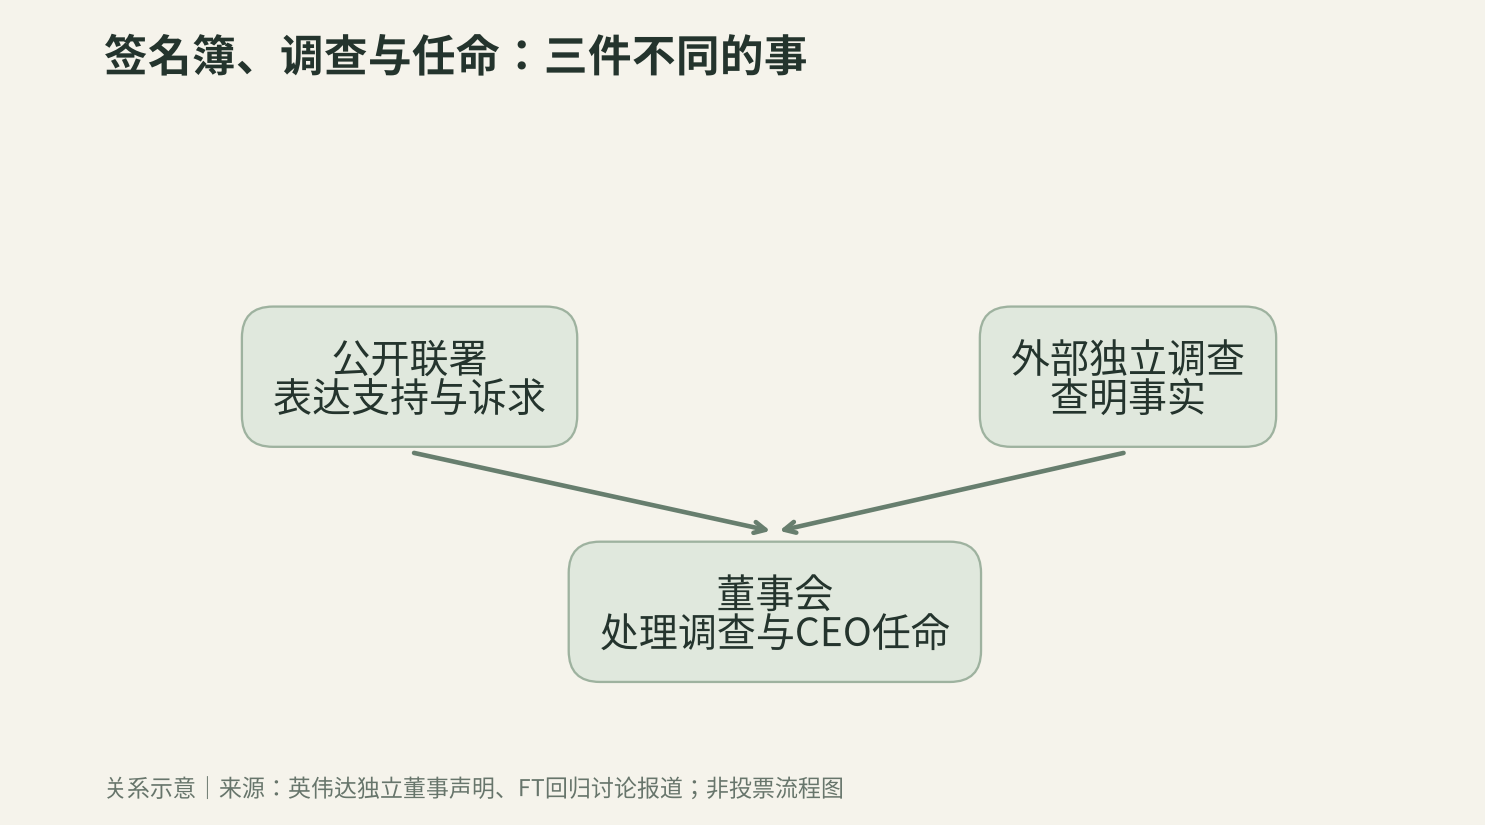 签名簿、调查与任命：三件不同的事
公开联署
表达支持与诉求
外部独立调查
查明事实
董事会
处理调查与CEO任命
关系示意｜来源：英伟达独立董事声明、FT回归讨论报道；非投票流程图